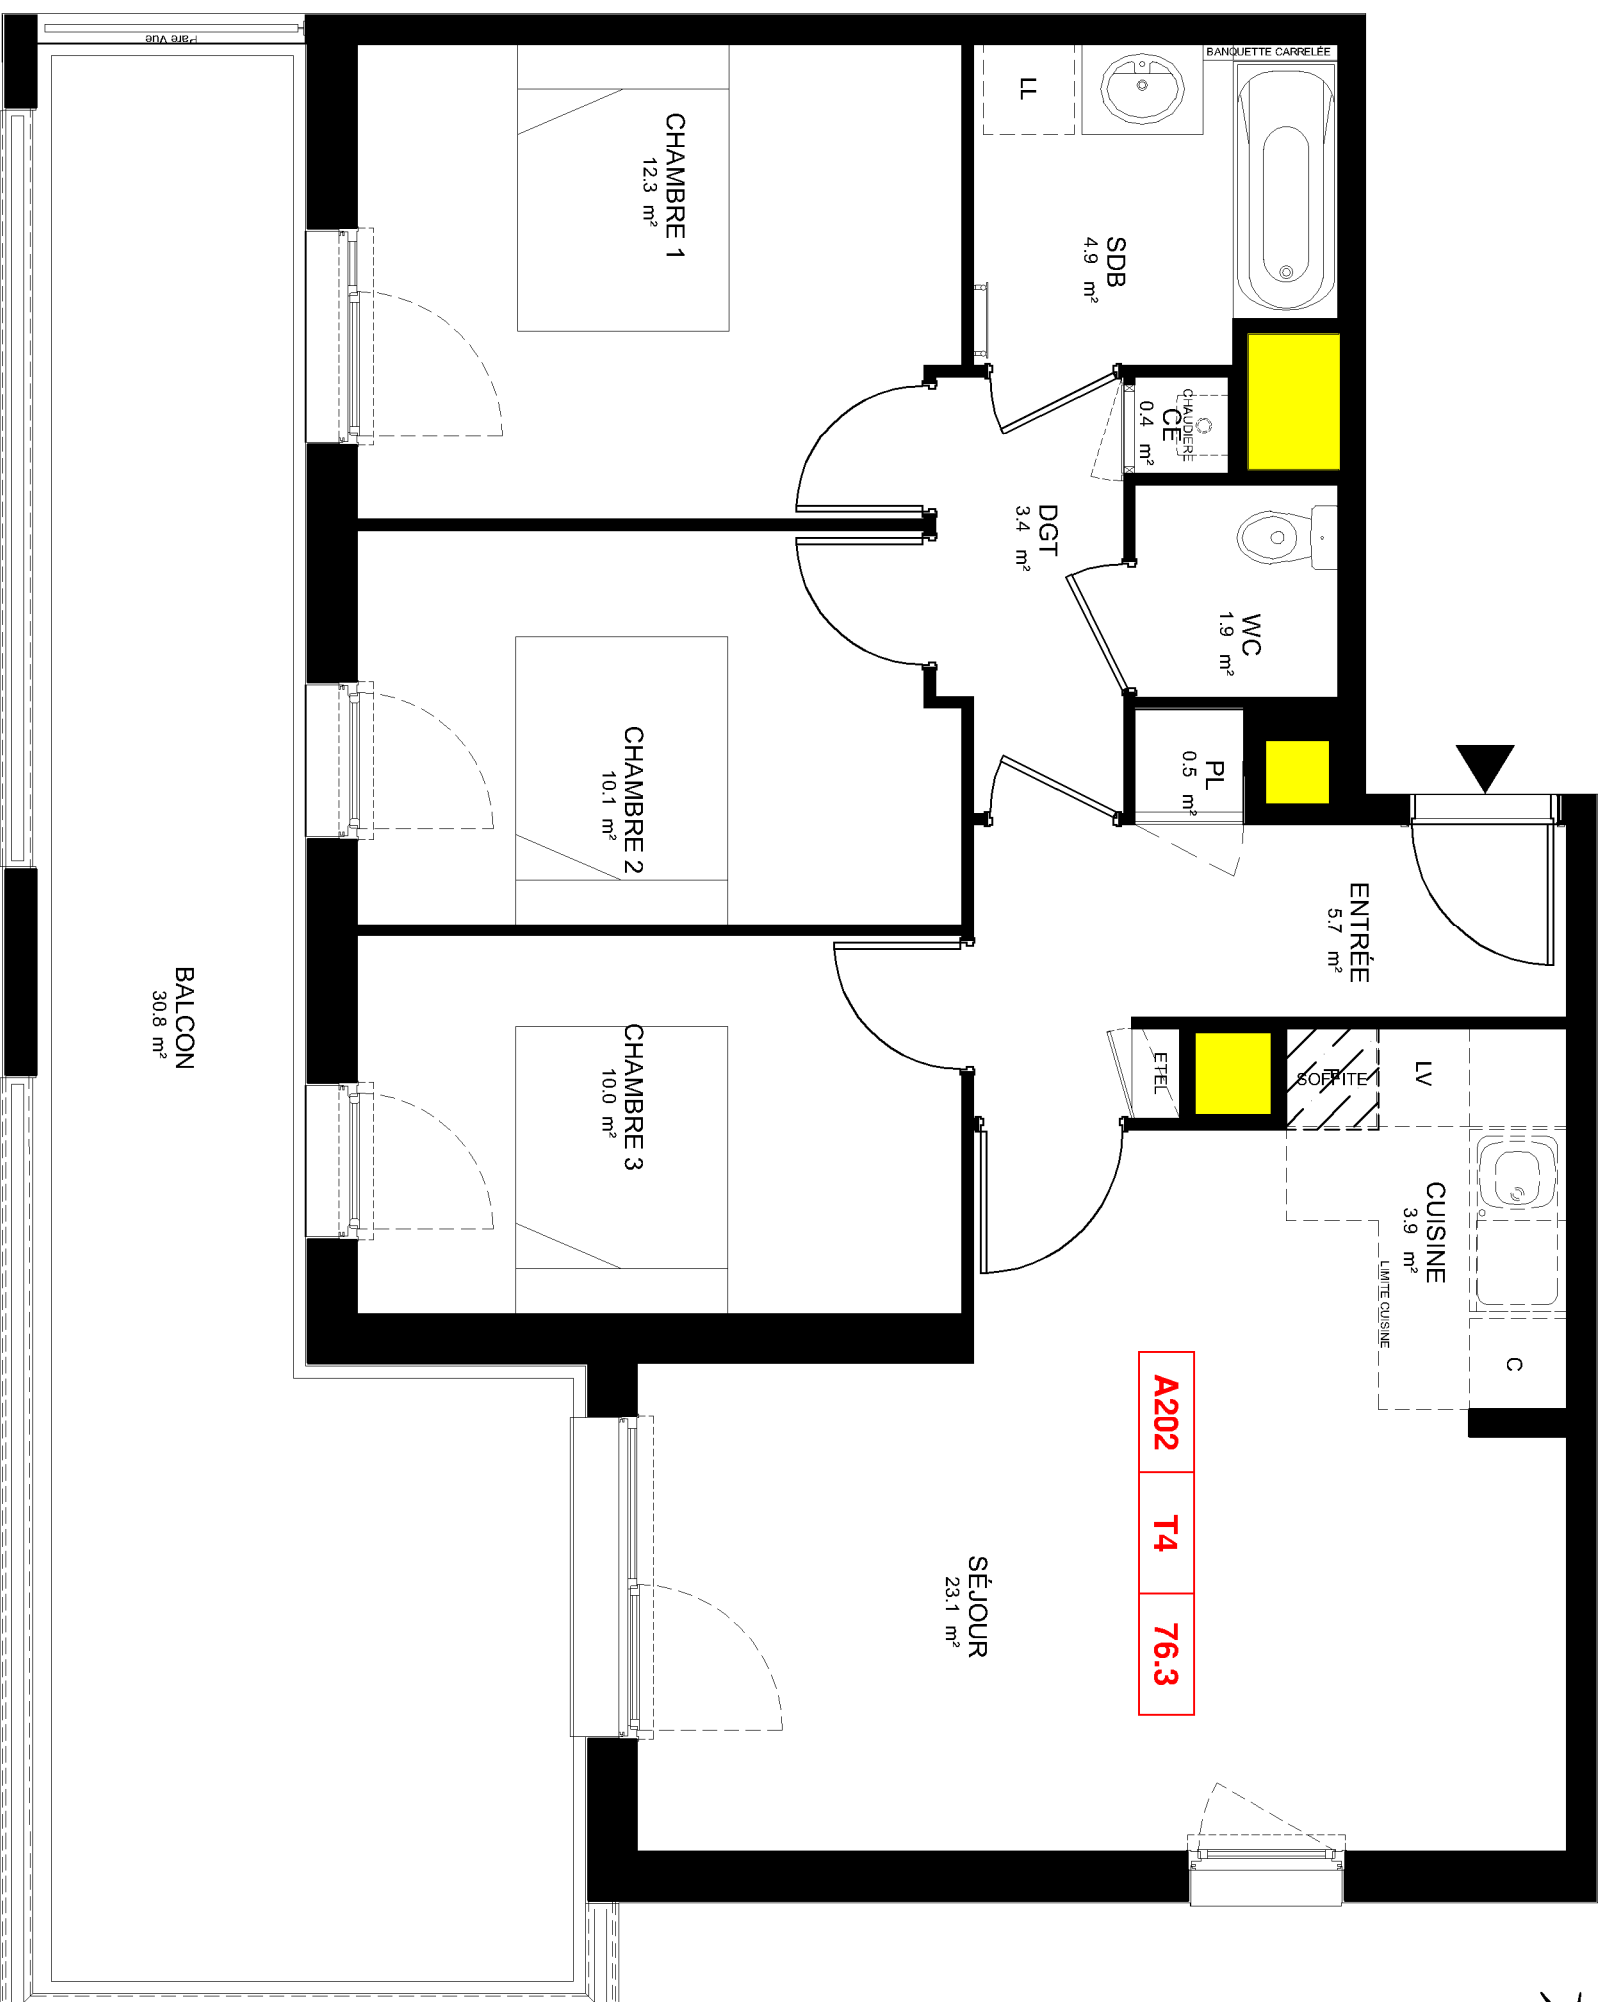 Pare Vue
BANQUETTE CARRELÉE
LL
CHAMBRE 1
12.3 m²
SDB
4.9 m²
CHAUDIERE
CE
0.4 m²
DGT
3.4 m²
WC
1.9 m²
PL
0.5 m²
CHAMBRE 2
10.1 m²
ENTRÉE
5.7 m²
BALCON
30.8 m²
CHAMBRE 3
10.0 m²
ETEL
SOFFITE
LV
CUISINE
3.9 m²
LIMITE CUISINE
C
A202
T4
76.3
SÉJOUR
23.1 m²